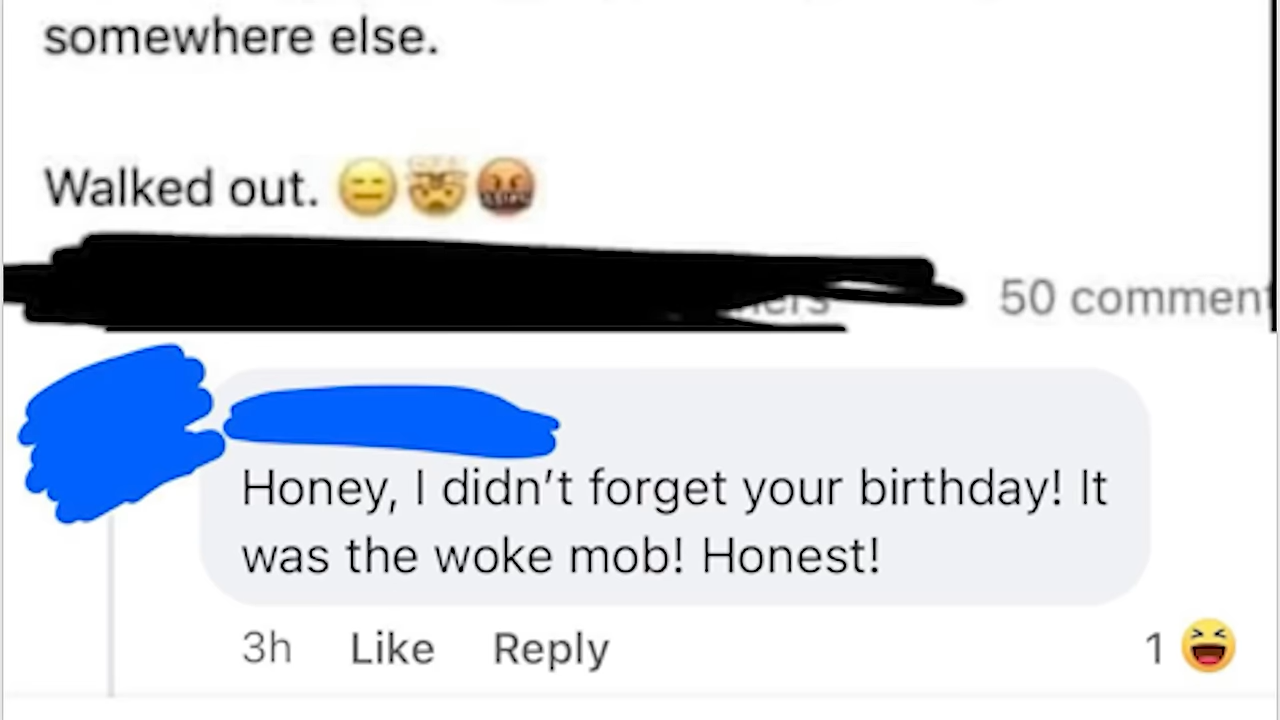 somewhere else.
Walked out. 😑🤯🤬
50 commen
Honey, I didn’t forget your birthday! It
was the woke mob! Honest!
3h Like Reply 1 😆